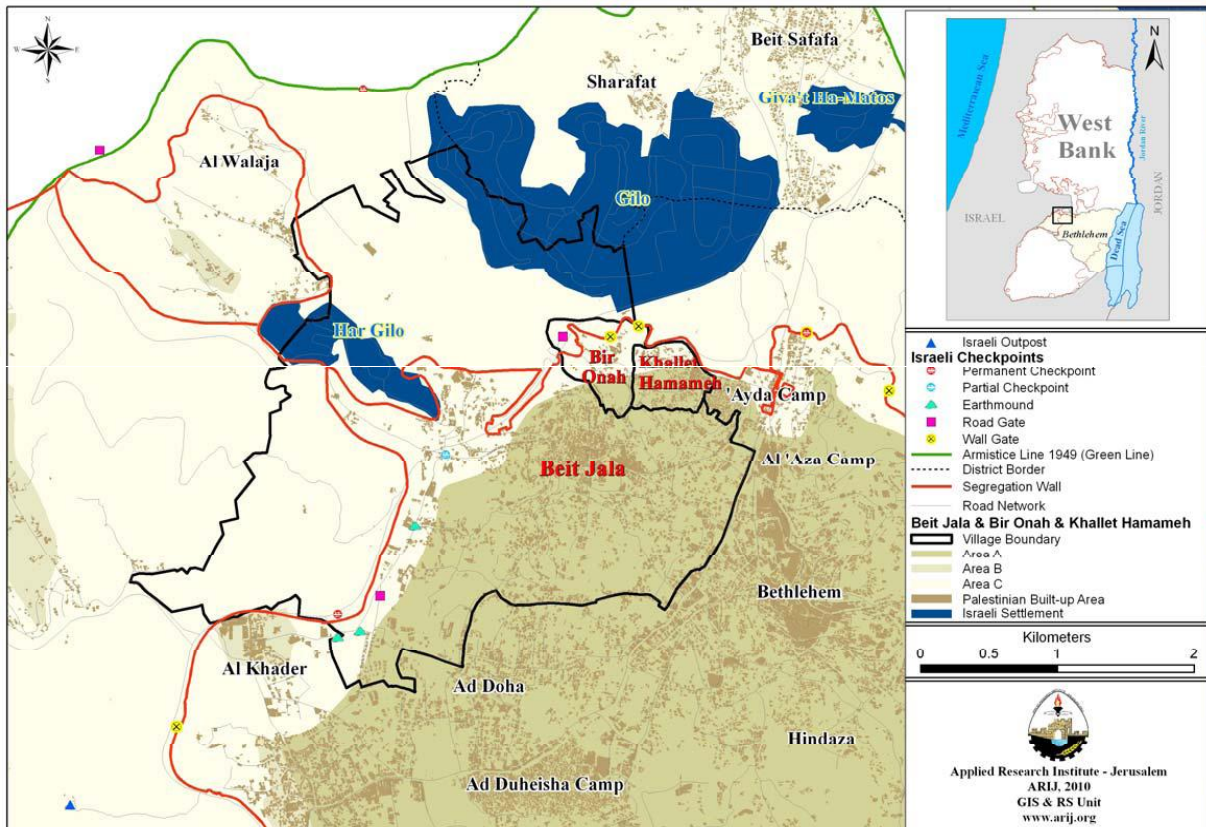 N
W
E
S
Beit Safafa
Sharafat
Giva't Ha-Matos
Al Walaja
Gilo
Har Gilo
Bir
Onah
Khallet
Hamameh
'Ayda Camp
Al 'Aza Camp
Beit Jala
Bethlehem
Al Khader
Ad Doha
Hindaza
Ad Duheisha Camp
N
Mediterranean Sea
West
Bank
Jordan River
JORDAN
ISRAEL
Bethlehem
Dead Sea
Israeli Outpost
Israeli Checkpoints
Permanent Checkpoint
Partial Checkpoint
Earthmound
Road Gate
Wall Gate
Armistice Line 1949 (Green Line)
District Border
Segregation Wall
Road Network
Beit Jala & Bir Onah & Khallet Hamameh
Village Boundary
Area A
Area B
Area C
Palestinian Built-up Area
Israeli Settlement
Kilometers
0 0.5 1 2
Applied Research Institute - Jerusalem
ARIJ, 2010
GIS & RS Unit
www.arij.org